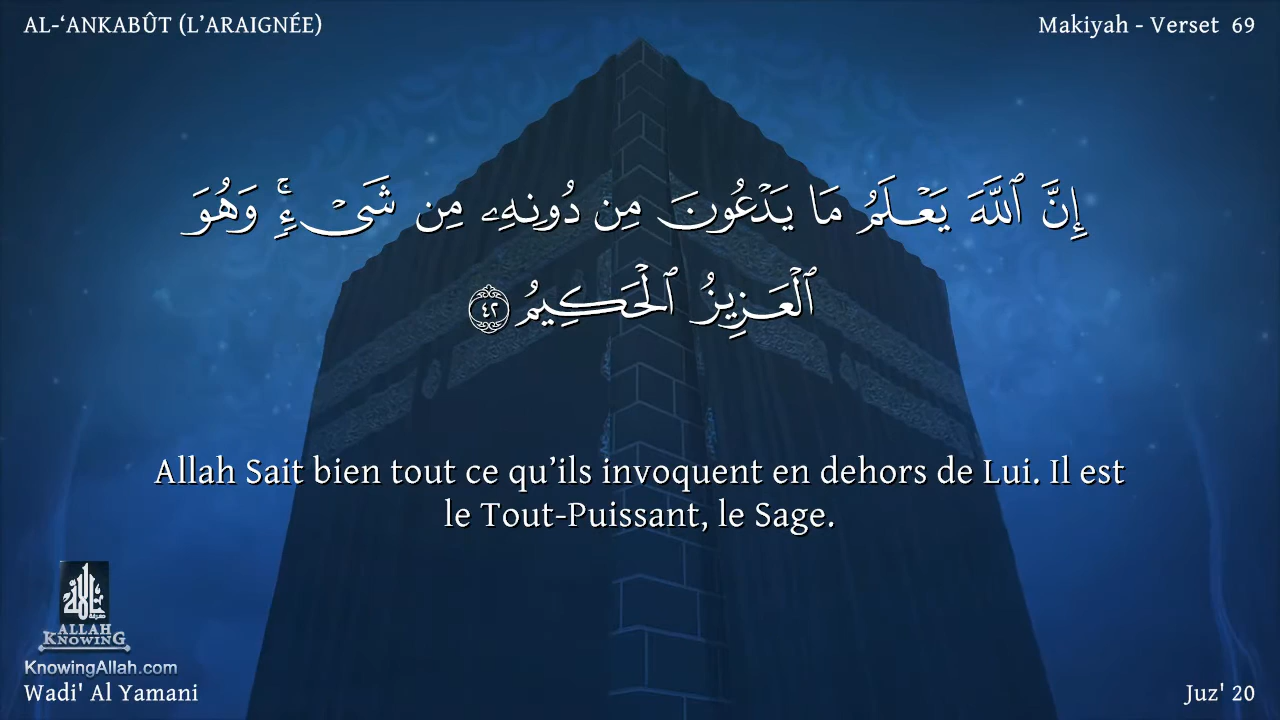 AL-‘ANKABÛT (L’ARAIGNÉE)
Makiyah - Verset 69
إِنَّ ٱللَّهَ يَعْلَمُ مَا يَدْعُونَ مِن دُونِهِۦ مِن شَىْءٍۢ ۚ وَهُوَ
ٱلْعَزِيزُ ٱلْحَكِيمُ ٤٢
Allah Sait bien tout ce qu’ils invoquent en dehors de Lui. Il est
le Tout-Puissant, le Sage.
ALLAH
KNOWING
KnowingAllah.com
Wadi' Al Yamani
Juz' 20